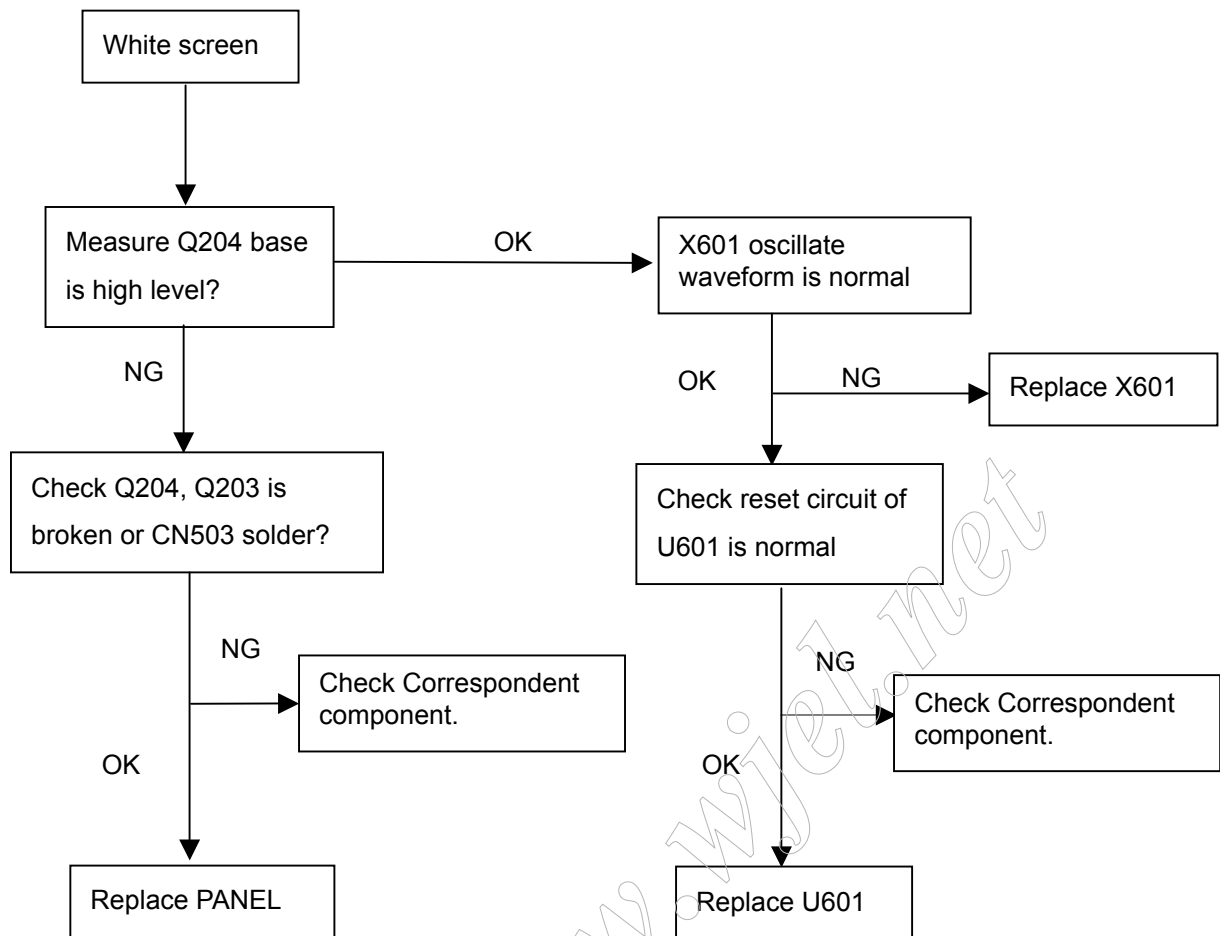 White screen
Measure Q204 base
is high level?
OK
X601 oscillate
waveform is normal
NG
OK
NG
Replace X601
Check Q204, Q203 is
broken or CN503 solder?
Check reset circuit of
U601 is normal
NG
Check Correspondent
component.
NG
Check Correspondent
component.
OK
OK
Replace PANEL
Replace U601
w.wjel.net